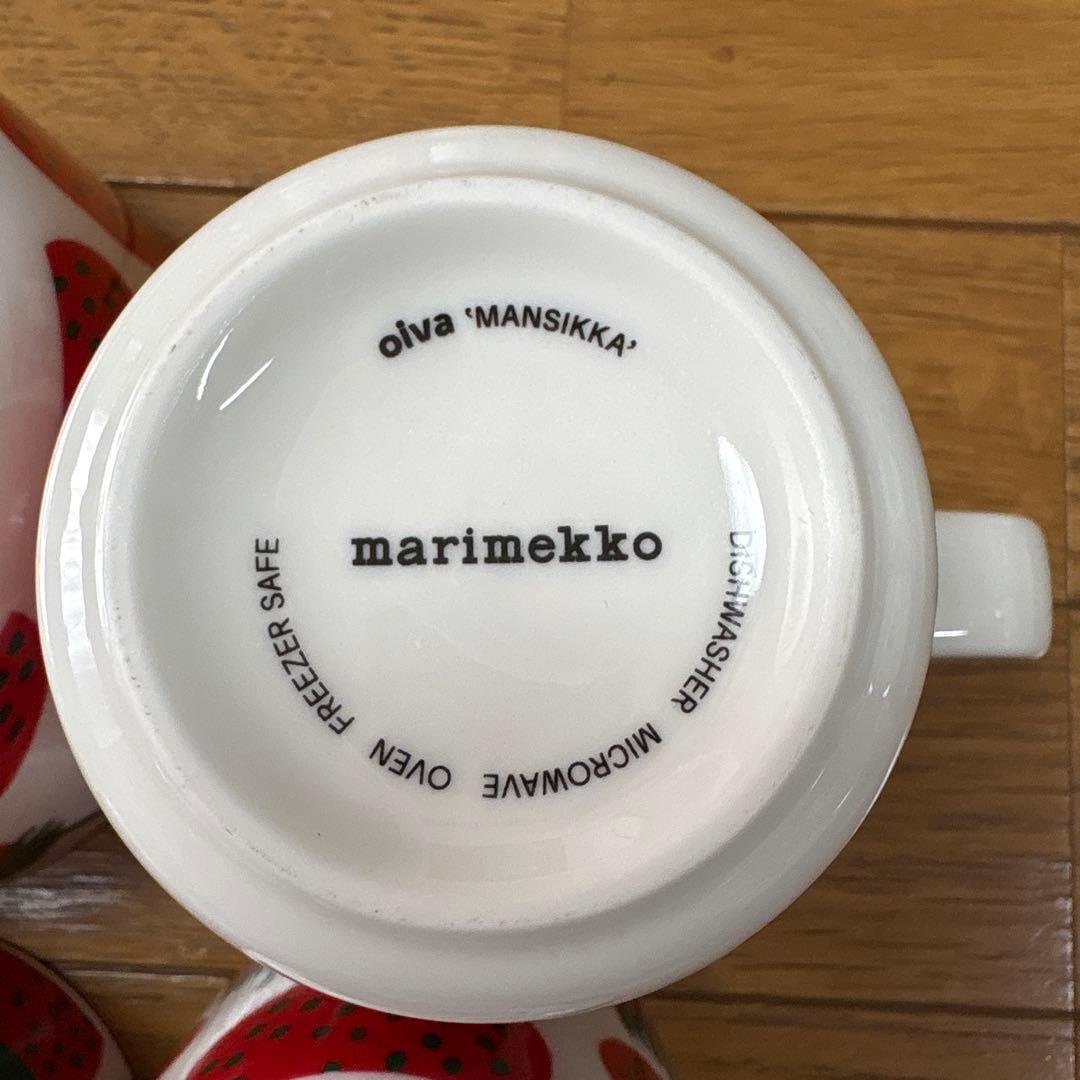 oiva 'MANSIKKA'
marimekko
DISHWASHER MICROWAVE OVEN FREEZER SAFE